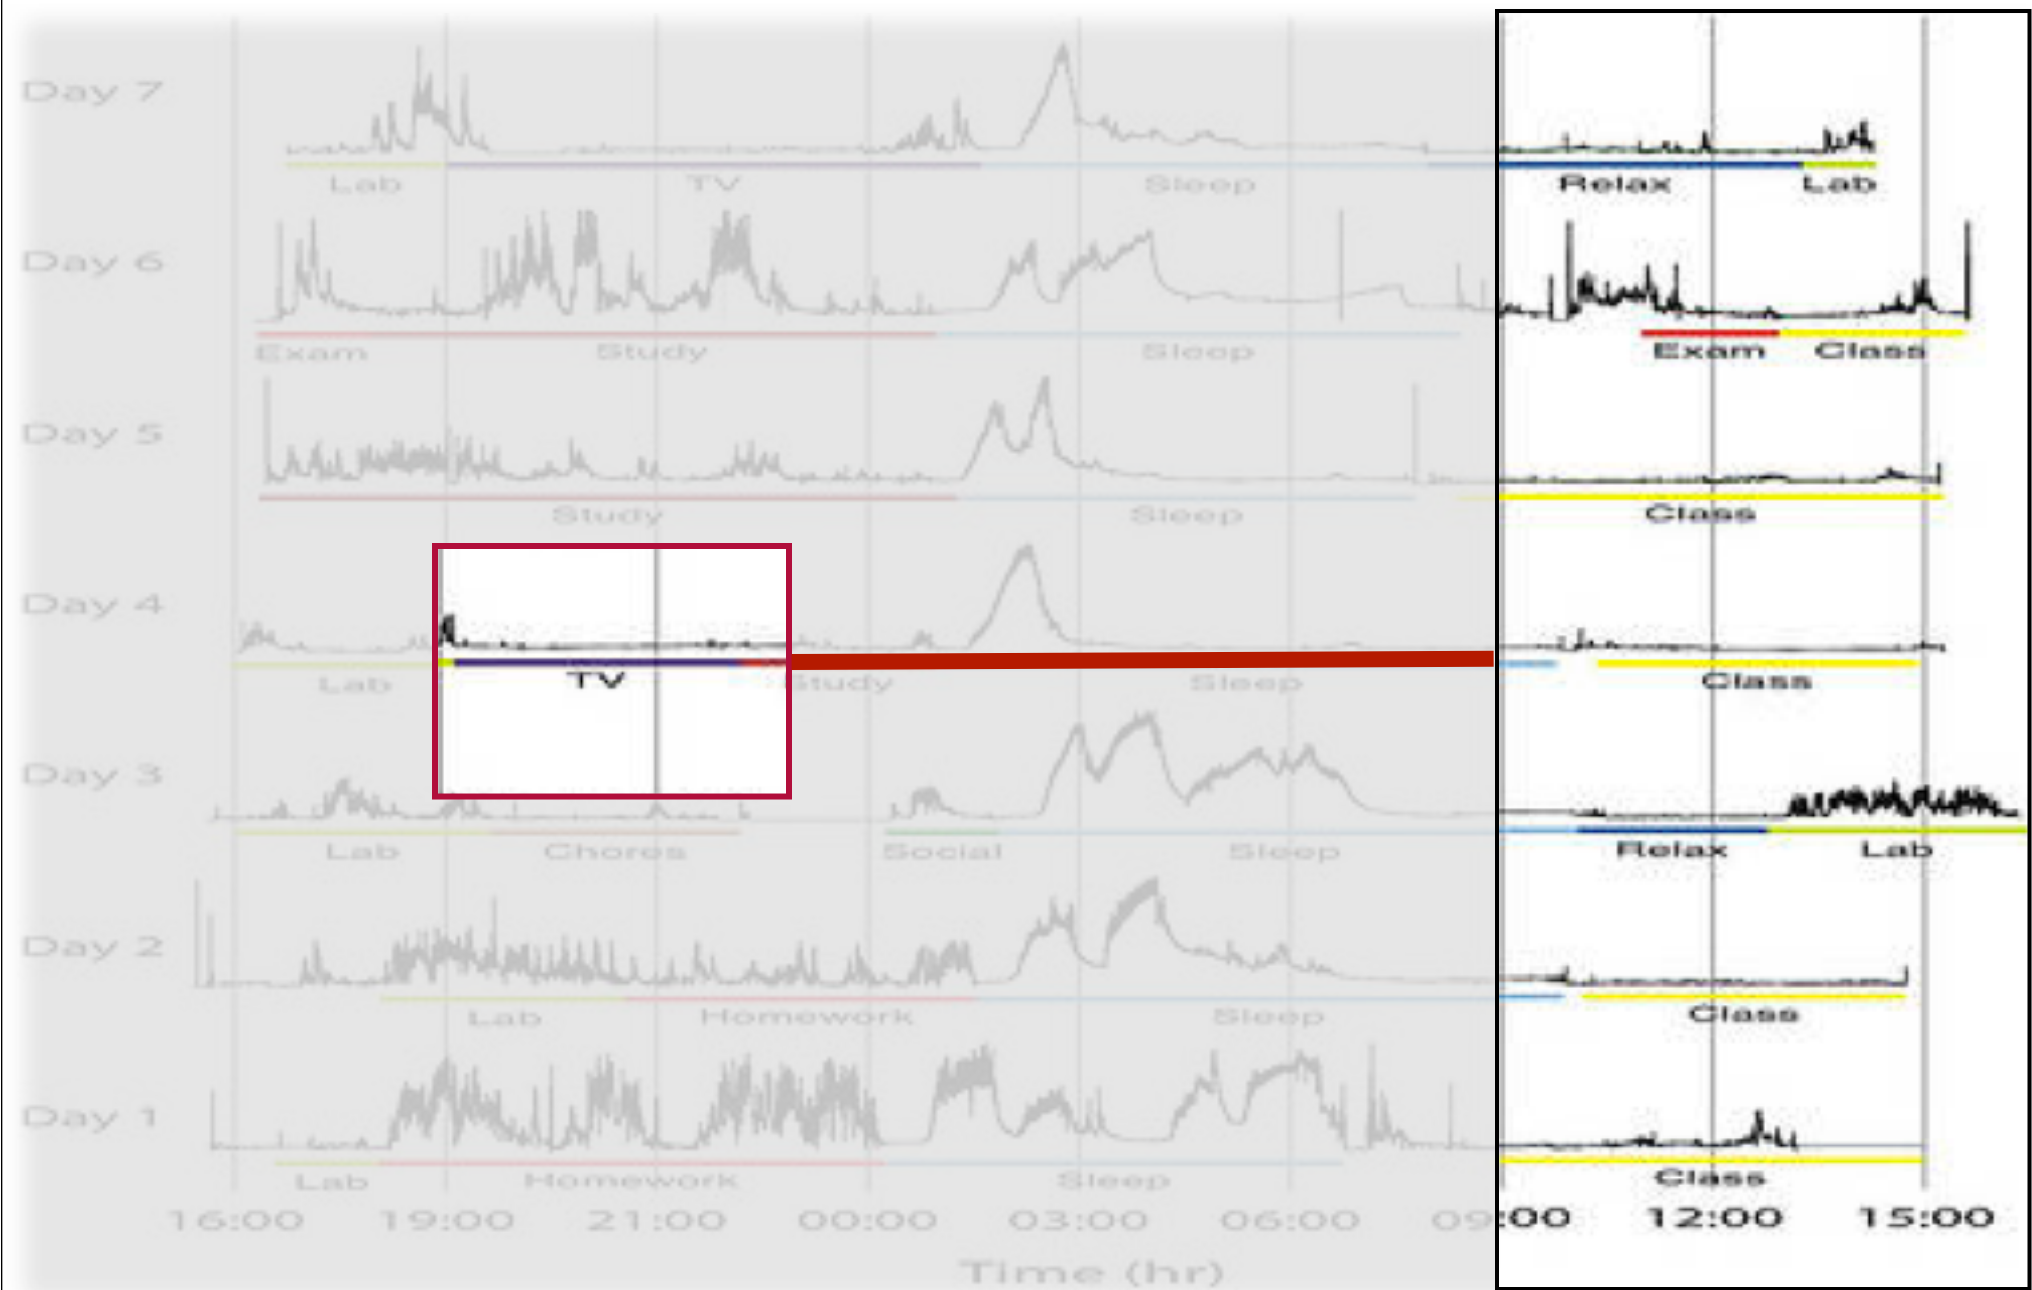 Day 7
Lab TV Sleep Relax Lab
Day 6
Exam Study Sleep Exam Class
Day 5
Study Sleep Class
Day 4
Lab TV Study Sleep Class
Day 3
Lab Chores Social Sleep Relax Lab
Day 2
Lab Homework Sleep Class
Day 1
Lab Homework Sleep Class
16:00 19:00 21:00 00:00 03:00 06:00 09:00 12:00 15:00
Time (hr)